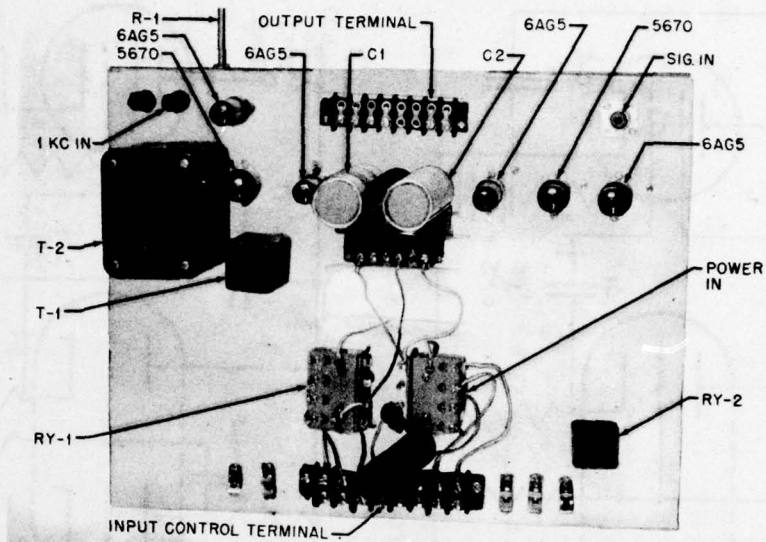 R-1
6AG5
5670
6AG5
OUTPUT TERMINAL
C1
C2
6AG5
5670
SIG. IN
1 KC IN
6AG5
T-2
T-1
POWER
IN
RY-1
RY-2
INPUT CONTROL TERMINAL